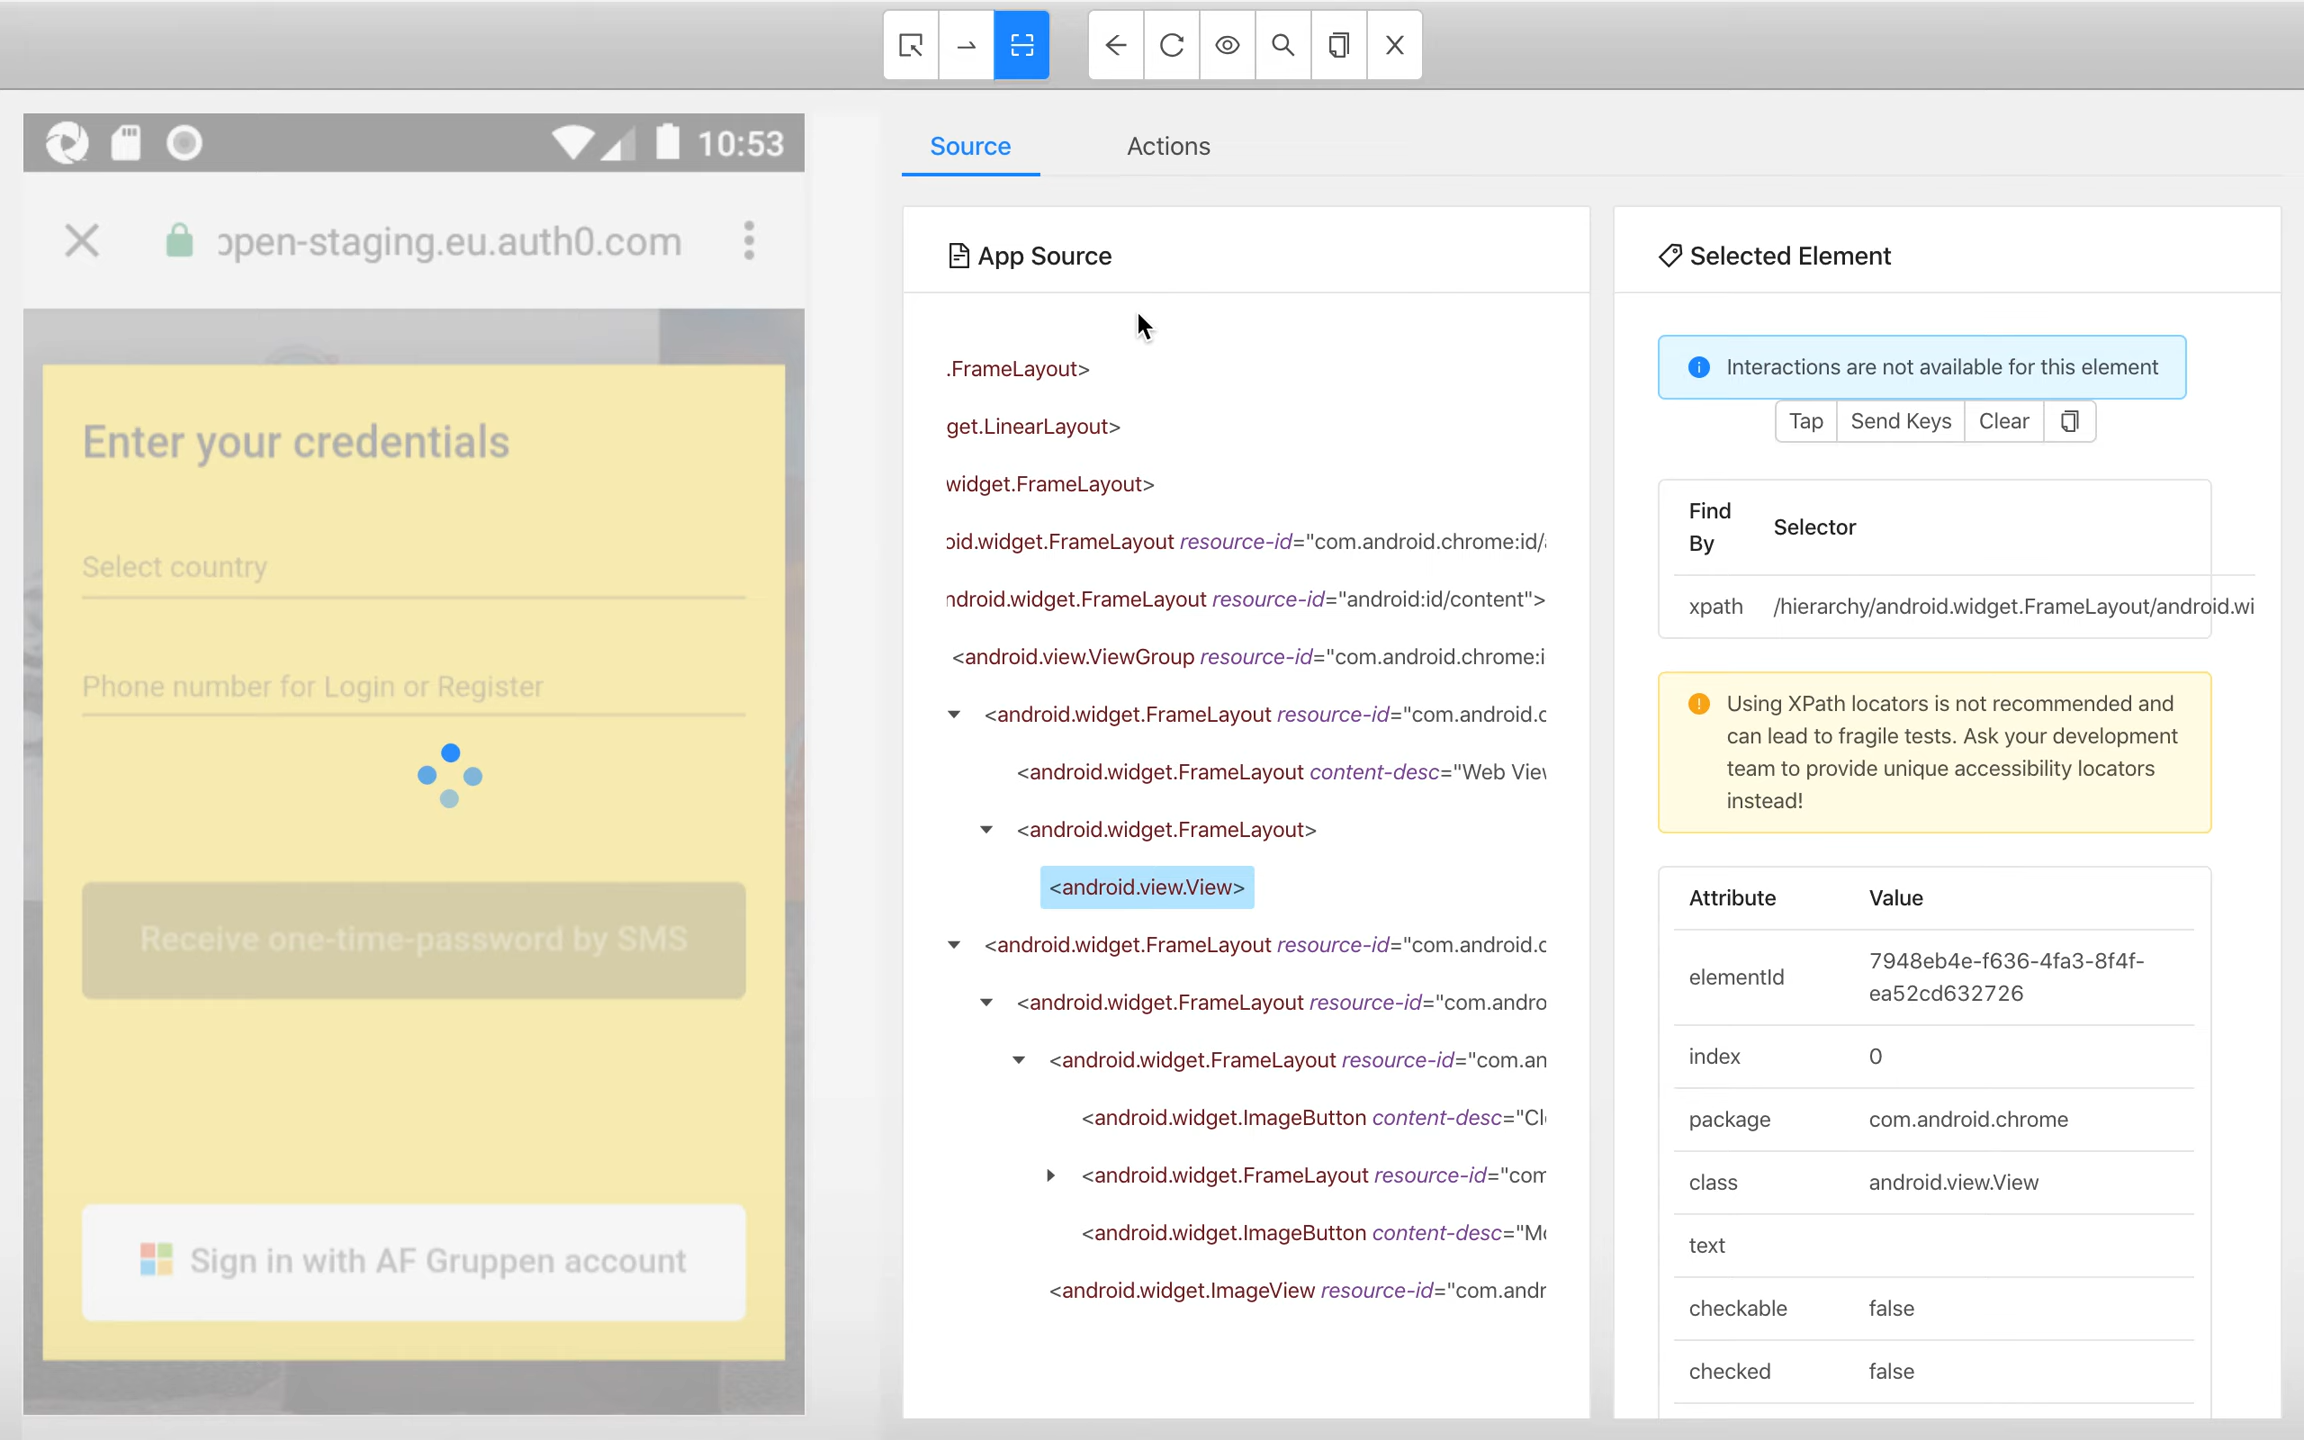 10:53
Source
Actions
ppen-staging.eu.auth0.com
App Source
Selected Element
Enter your credentials
Select country
Phone number for Login or Register
Receive one-time-password by SMS
Sign in with AF Gruppen account
.FrameLayout>
get.LinearLayout>
widget.FrameLayout>
oid.widget.FrameLayout resource-id="com.android.chrome:id/
ndroid.widget.FrameLayout resource-id="android:id/content">
<android.view.ViewGroup resource-id="com.android.chrome:i
<android.widget.FrameLayout resource-id="com.android.c
<android.widget.FrameLayout content-desc="Web View
<android.widget.FrameLayout>
<android.view.View>
<android.widget.FrameLayout resource-id="com.android.c
<android.widget.FrameLayout resource-id="com.andro
<android.widget.FrameLayout resource-id="com.an
<android.widget.ImageButton content-desc="Cl
<android.widget.FrameLayout resource-id="com
<android.widget.ImageButton content-desc="Mo
<android.widget.ImageView resource-id="com.andr
Interactions are not available for this element
Tap
Send Keys
Clear
Find By
Selector
xpath
/hierarchy/android.widget.FrameLayout/android.wi
Using XPath locators is not recommended and
can lead to fragile tests. Ask your development
team to provide unique accessibility locators
instead!
Attribute
Value
elementId
7948eb4e-f636-4fa3-8f4f-
ea52cd632726
index
0
package
com.android.chrome
class
android.view.View
text
checkable
false
checked
false